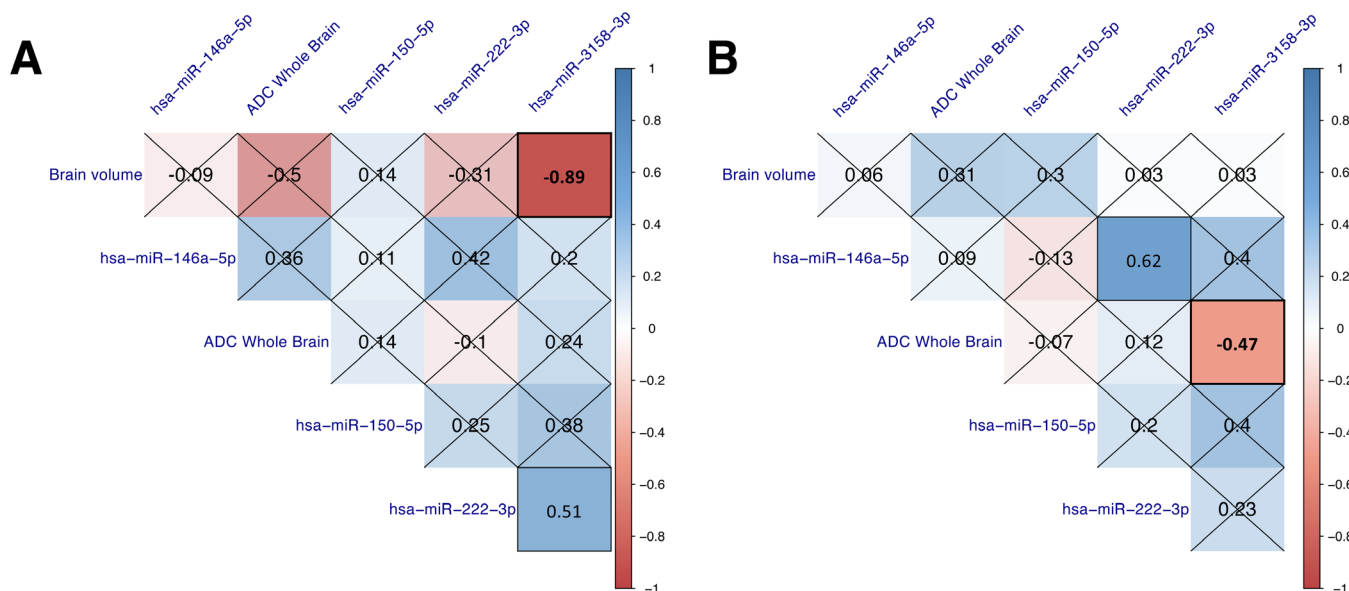 A
hsa−miR−146a−5p
ADC Whole Brain
hsa−miR−150−5p
hsa−miR−222−3p
hsa−miR−3158−3p
Brain volume
-0.09
-0.5
0.14
-0.31
-0.89
hsa−miR−146a−5p
0.36
0.11
0.42
0.2
ADC Whole Brain
0.14
-0.1
0.24
hsa−miR−150−5p
0.25
0.38
hsa−miR−222−3p
0.51
1
0.8
0.6
0.4
0.2
0
−0.2
−0.4
−0.6
−0.8
−1
B
hsa−miR−146a−5p
ADC Whole Brain
hsa−miR−150−5p
hsa−miR−222−3p
hsa−miR−3158−3p
Brain volume
0.06
0.31
0.3
0.03
0.03
hsa−miR−146a−5p
0.09
-0.13
0.62
0.4
ADC Whole Brain
-0.07
0.12
-0.47
hsa−miR−150−5p
0.2
0.4
hsa−miR−222−3p
0.23
1
0.8
0.6
0.4
0.2
0
−0.2
−0.4
−0.6
−0.8
−1